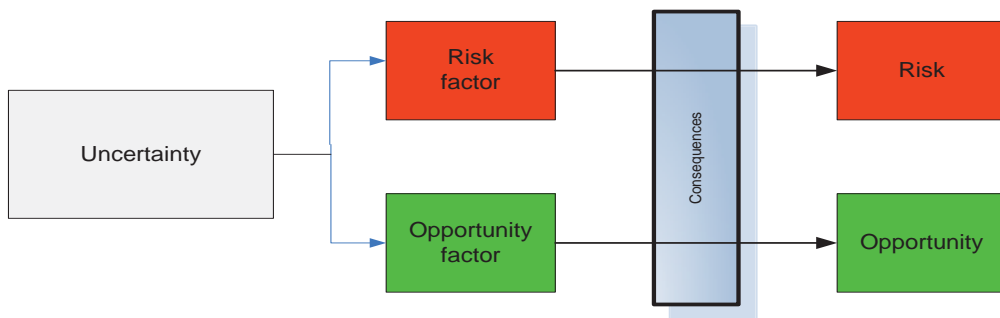 Risk
factor
Risk
Uncertainty
Consequences
Opportunity
factor
Opportunity